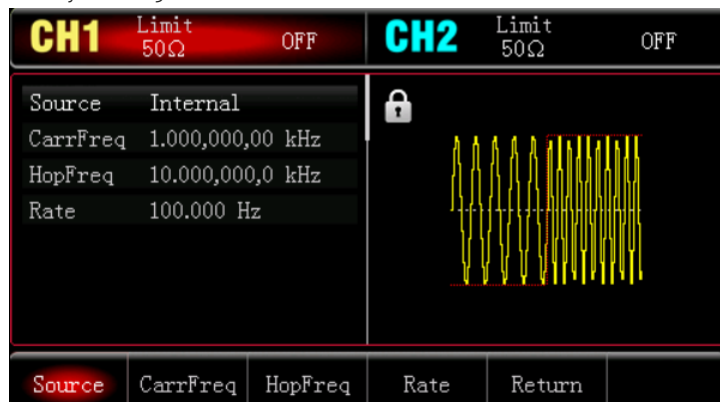 CH1 Limit 50Ω OFF CH2 Limit 50Ω OFF
Source Internal
CarrFreq 1.000,000,00 kHz
HopFreq 10.000,000,0 kHz
Rate 100.000 Hz
Source CarrFreq HopFreq Rate Return